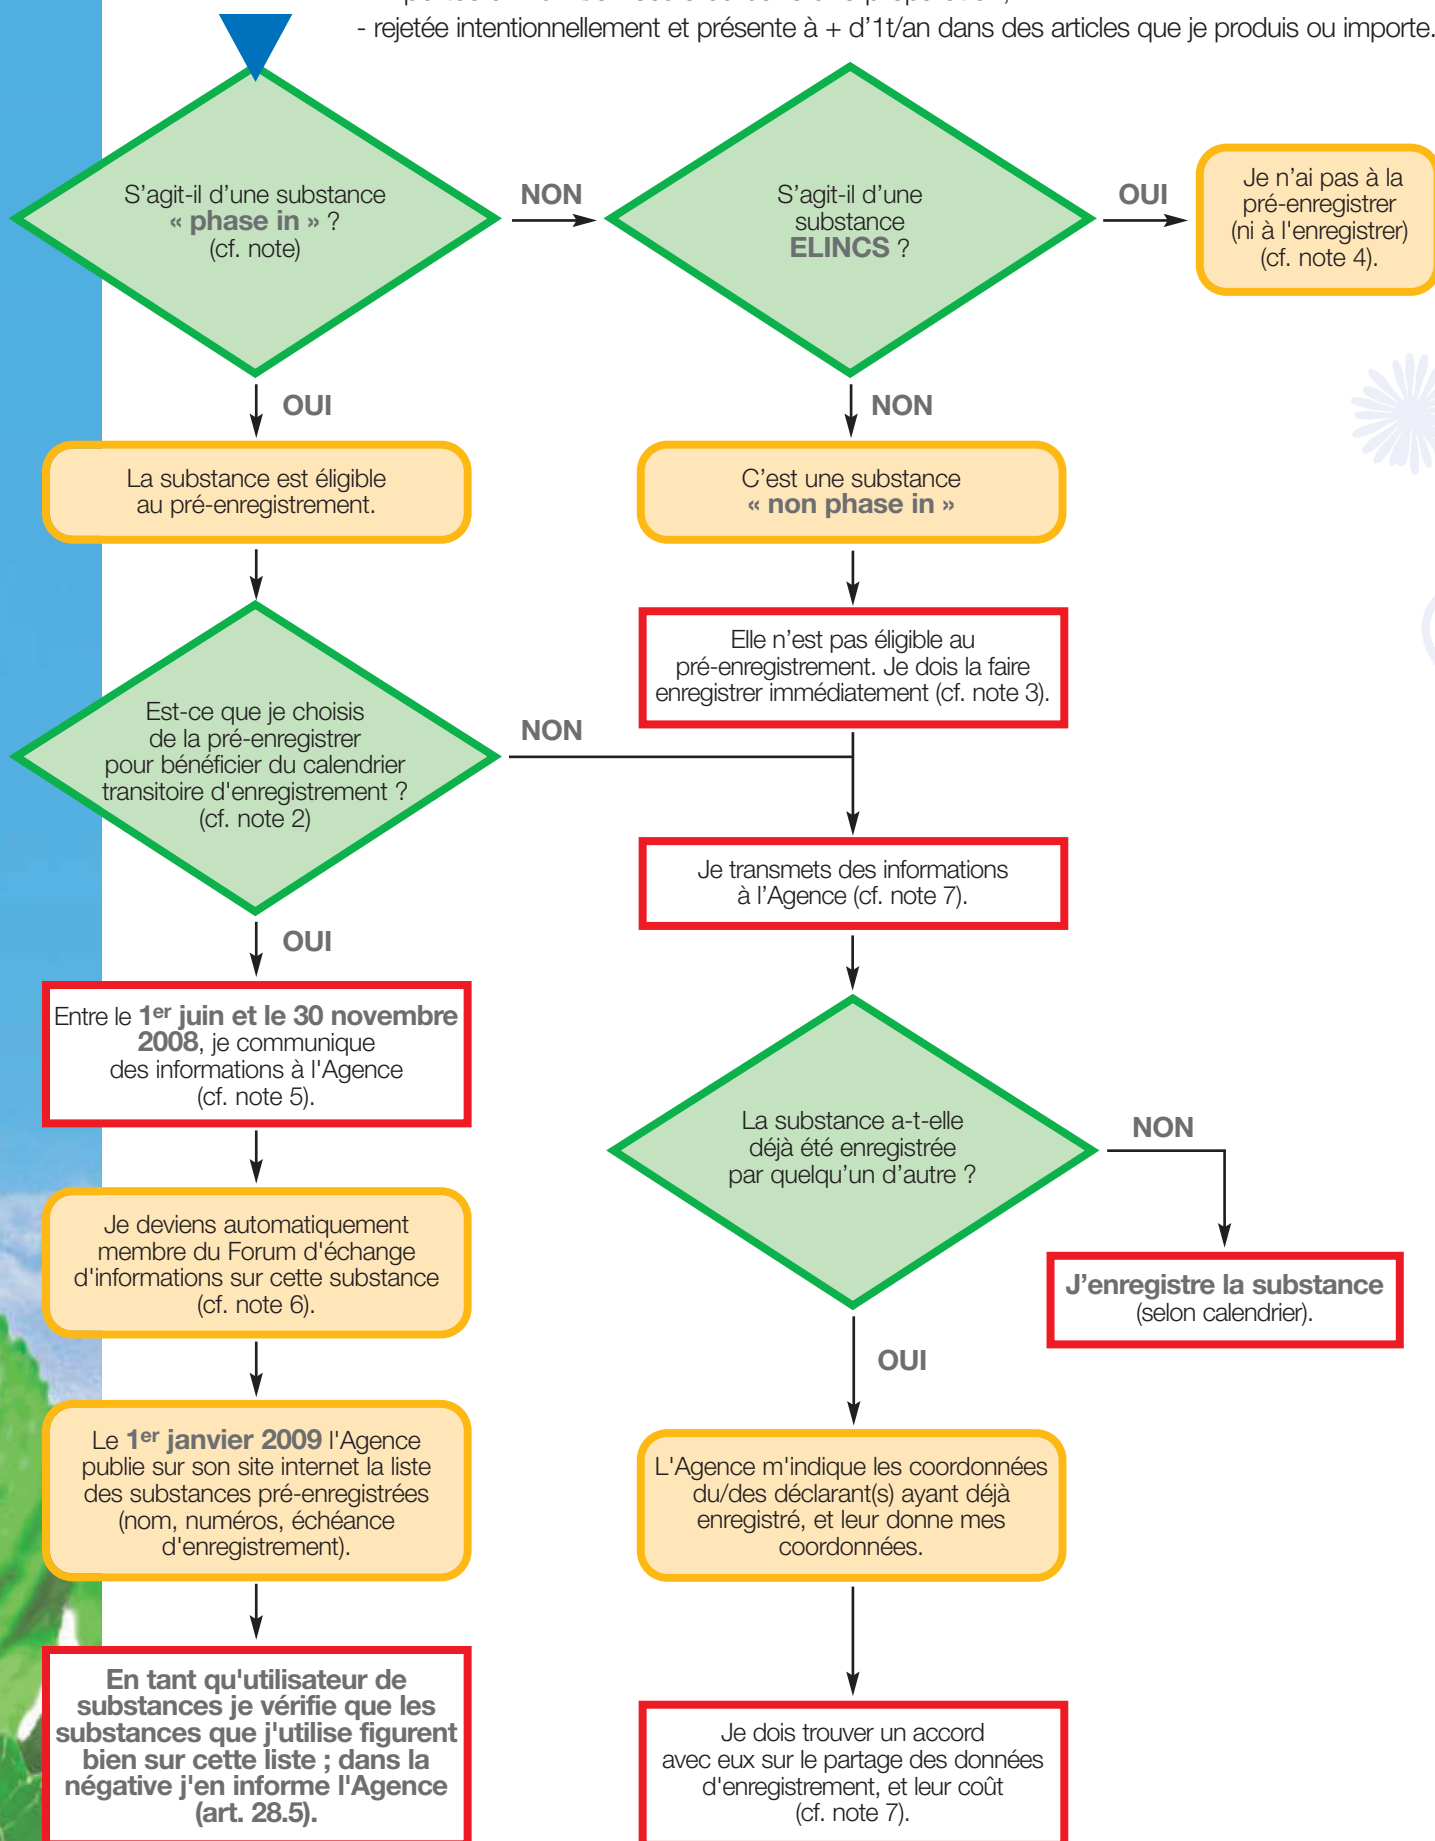 - rejetée intentionnellement et présente à + d’1t/an dans des articles que je produis ou importe.
S’agit-il d’une substance
« phase in » ?
(cf. note)
NON
S’agit-il d’une
substance
ELINCS ?
OUI
Je n’ai pas à la
pré-enregistrer
(ni à l'enregistrer)
(cf. note 4).
OUI
NON
La substance est éligible
au pré-enregistrement.
C’est une substance
« non phase in »
Elle n’est pas éligible au
pré-enregistrement. Je dois la faire
enregistrer immédiatement (cf. note 3).
Est-ce que je choisis
de la pré-enregistrer
pour bénéficier du calendrier
transitoire d'enregistrement ?
(cf. note 2)
NON
Je transmets des informations
à l’Agence (cf. note 7).
OUI
Entre le 1er juin et le 30 novembre
2008, je communique
des informations à l'Agence
(cf. note 5).
La substance a-t-elle
déjà été enregistrée
par quelqu’un d’autre ?
NON
Je deviens automatiquement
membre du Forum d'échange
d'informations sur cette substance
(cf. note 6).
J’enregistre la substance
(selon calendrier).
OUI
Le 1er janvier 2009 l'Agence
publie sur son site internet la liste
des substances pré-enregistrées
(nom, numéros, échéance
d'enregistrement).
L'Agence m'indique les coordonnées
du/des déclarant(s) ayant déjà
enregistré, et leur donne mes
coordonnées.
En tant qu'utilisateur de
substances je vérifie que les
substances que j'utilise figurent
bien sur cette liste ; dans la
négative j'en informe l'Agence
(art. 28.5).
Je dois trouver un accord
avec eux sur le partage des données
d'enregistrement, et leur coût
(cf. note 7).